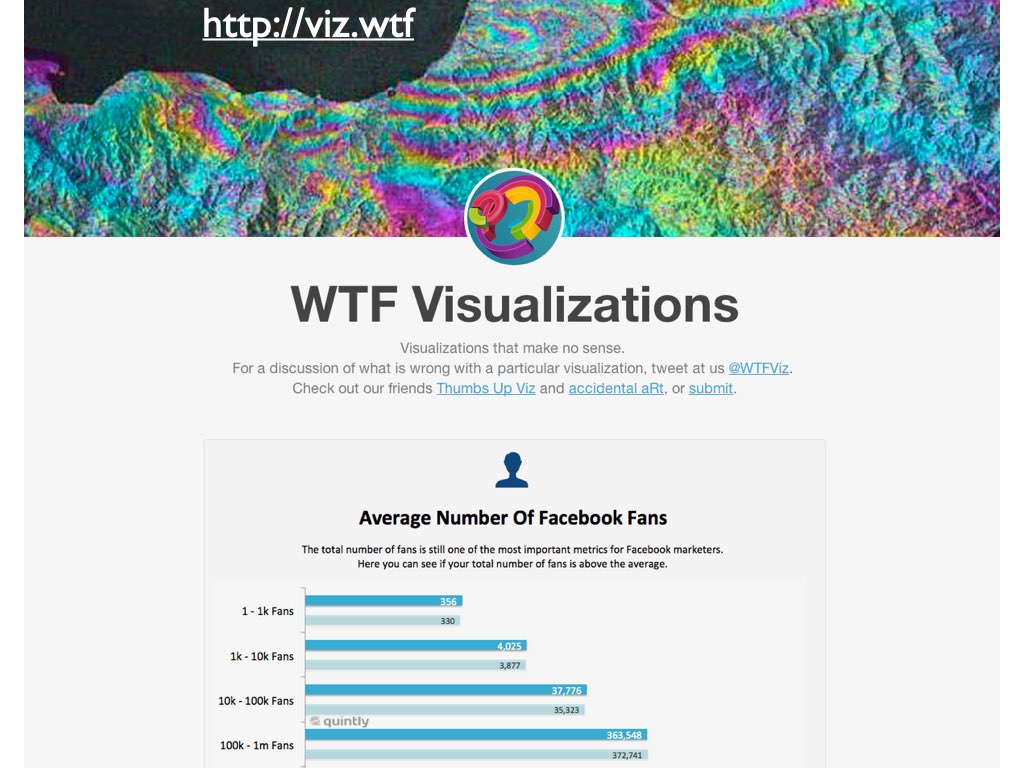 http://viz.wtf
WTF Visualizations
Visualizations that make no sense.
For a discussion of what is wrong with a particular visualization, tweet at us @WTFViz.
Check out our friends Thumbs Up Viz and accidental aRt, or submit.
Average Number Of Facebook Fans
The total number of fans is still one of the most important metrics for Facebook marketers.
Here you can see if your total number of fans is above the average.
356
1 - 1k Fans
330
4,025
1k - 10k Fans
3,877
37,776
10k - 100k Fans
35,323
quintly
363,548
100k - 1m Fans
372,741